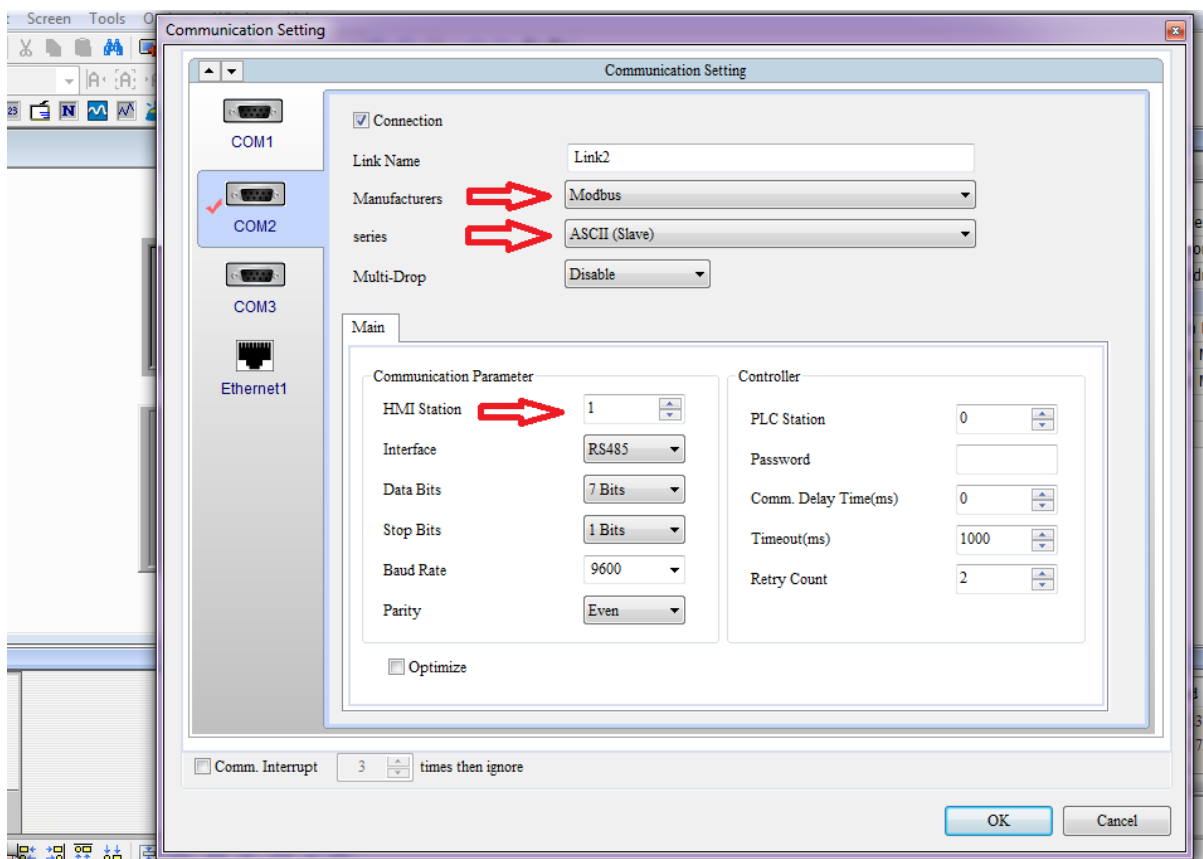 Screen Tools
Communication Setting
Communication Setting
COM1
COM2
COM3
Ethernet1
Connection
Link Name Link2
Manufacturers Modbus
series ASCII (Slave)
Multi-Drop Disable
Main
Communication Parameter
HMI Station 1
Interface RS485
Data Bits 7 Bits
Stop Bits 1 Bits
Baud Rate 9600
Parity Even
Optimize
Controller
PLC Station 0
Password
Comm. Delay Time(ms) 0
Timeout(ms) 1000
Retry Count 2
Comm. Interrupt 3 times then ignore
OK Cancel